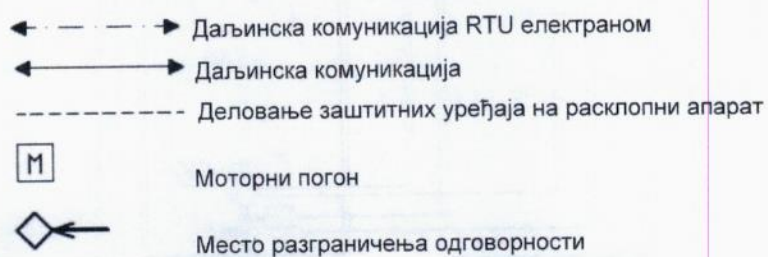 Даљинска комуникација RTU електраном
Даљинска комуникација
Деловање заштитних уређаја на расклопни апарат
M
Моторни погон
Место разграничења одговорности